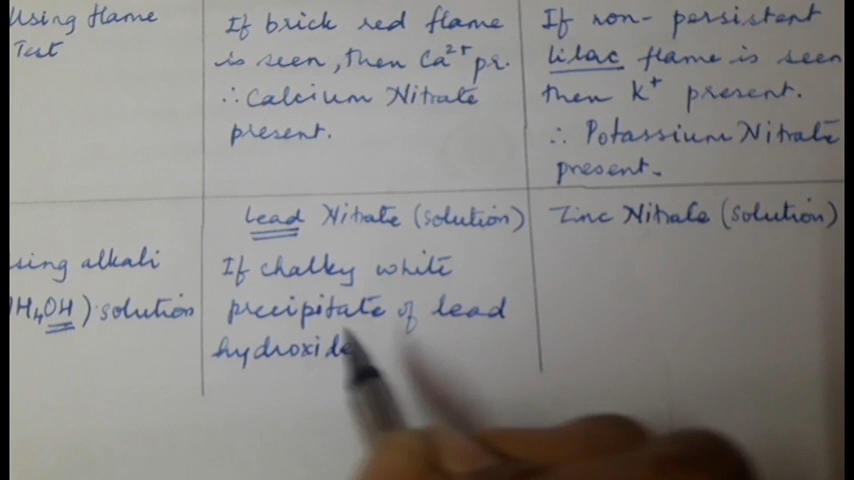 Using flame
Test
If brick red flame
is seen, then Ca²⁺ pr.
∴ Calcium Nitrate
present.
If non-persistent
lilac flame is seen
then K⁺ present.
∴ Potassium Nitrate
present.
Lead Nitrate (solution)
Zinc Nitrate (solution)
sing alkali
H₄OH) solution
If chalky white
precipitate of lead
hydroxide